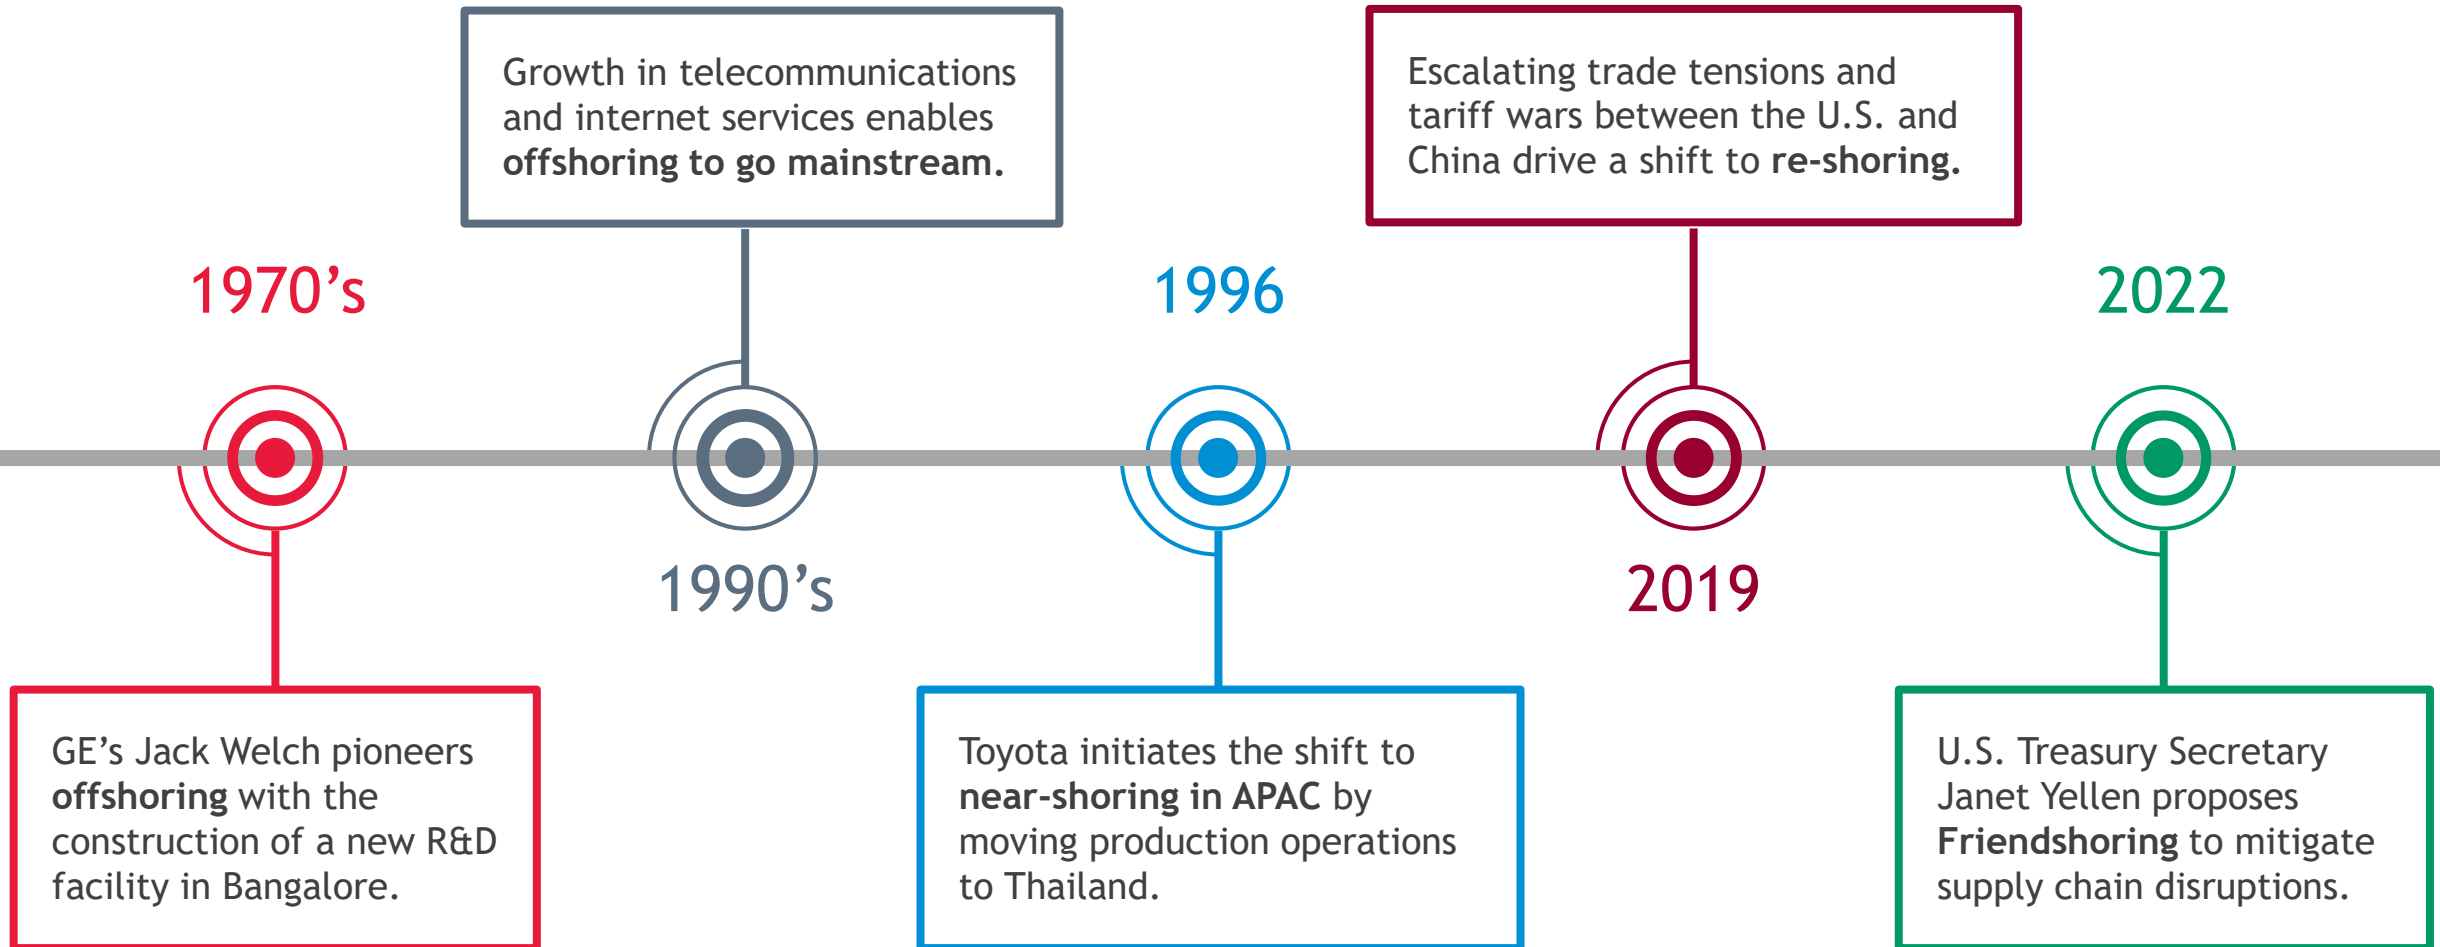 1970’s
GE’s Jack Welch pioneers
offshoring with the
construction of a new R&D
facility in Bangalore.
Growth in telecommunications
and internet services enables
offshoring to go mainstream.
1990’s
1996
Toyota initiates the shift to
near-shoring in APAC by
moving production operations
to Thailand.
Escalating trade tensions and
tariff wars between the U.S. and
China drive a shift to re-shoring.
2019
2022
U.S. Treasury Secretary
Janet Yellen proposes
Friendshoring to mitigate
supply chain disruptions.